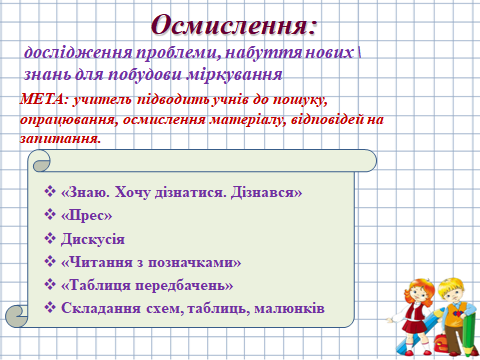 Осмислення:
дослідження проблеми, набуття нових \
знань для побудови міркування
МЕТА: учитель підводить учнів до пошуку,
опрацювання, осмислення матеріалу, відповідей на
запитання.
❖ «Знаю. Хочу дізнатися. Дізнався»
❖ «Прес»
❖ Дискусія
❖ «Читання з позначками»
❖ «Таблиця передбачень»
❖ Складання схем, таблиць, малюнків